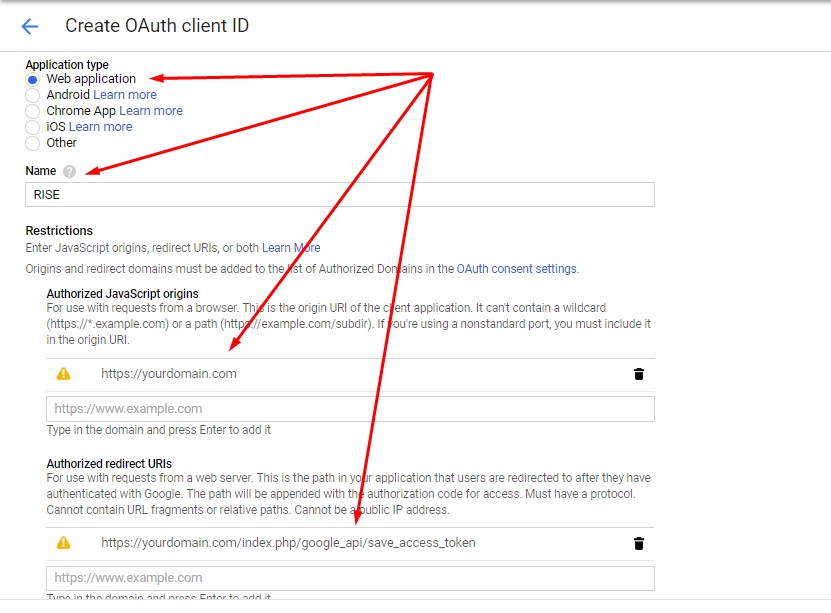 Create OAuth client ID
Application type
Web application
Android Learn more
Chrome App Learn more
iOS Learn more
Other
Name ?
RISE
Restrictions
Enter JavaScript origins, redirect URIs, or both Learn More
Origins and redirect domains must be added to the list of Authorized Domains in the OAuth consent settings.
Authorized JavaScript origins
For use with requests from a browser. This is the origin URI of the client application. It can't contain a wildcard
(https://*.example.com) or a path (https://example.com/subdir). If you're using a nonstandard port, you must include it
in the origin URI.
https://yourdomain.com
https://www.example.com
Type in the domain and press Enter to add it
Authorized redirect URIs
For use with requests from a web server. This is the path in your application that users are redirected to after they have
authenticated with Google. The path will be appended with the authorization code for access. Must have a protocol.
Cannot contain URL fragments or relative paths. Cannot be a public IP address.
https://yourdomain.com/index.php/google_api/save_access_token
https://www.example.com
Type in the domain and press Enter to add it